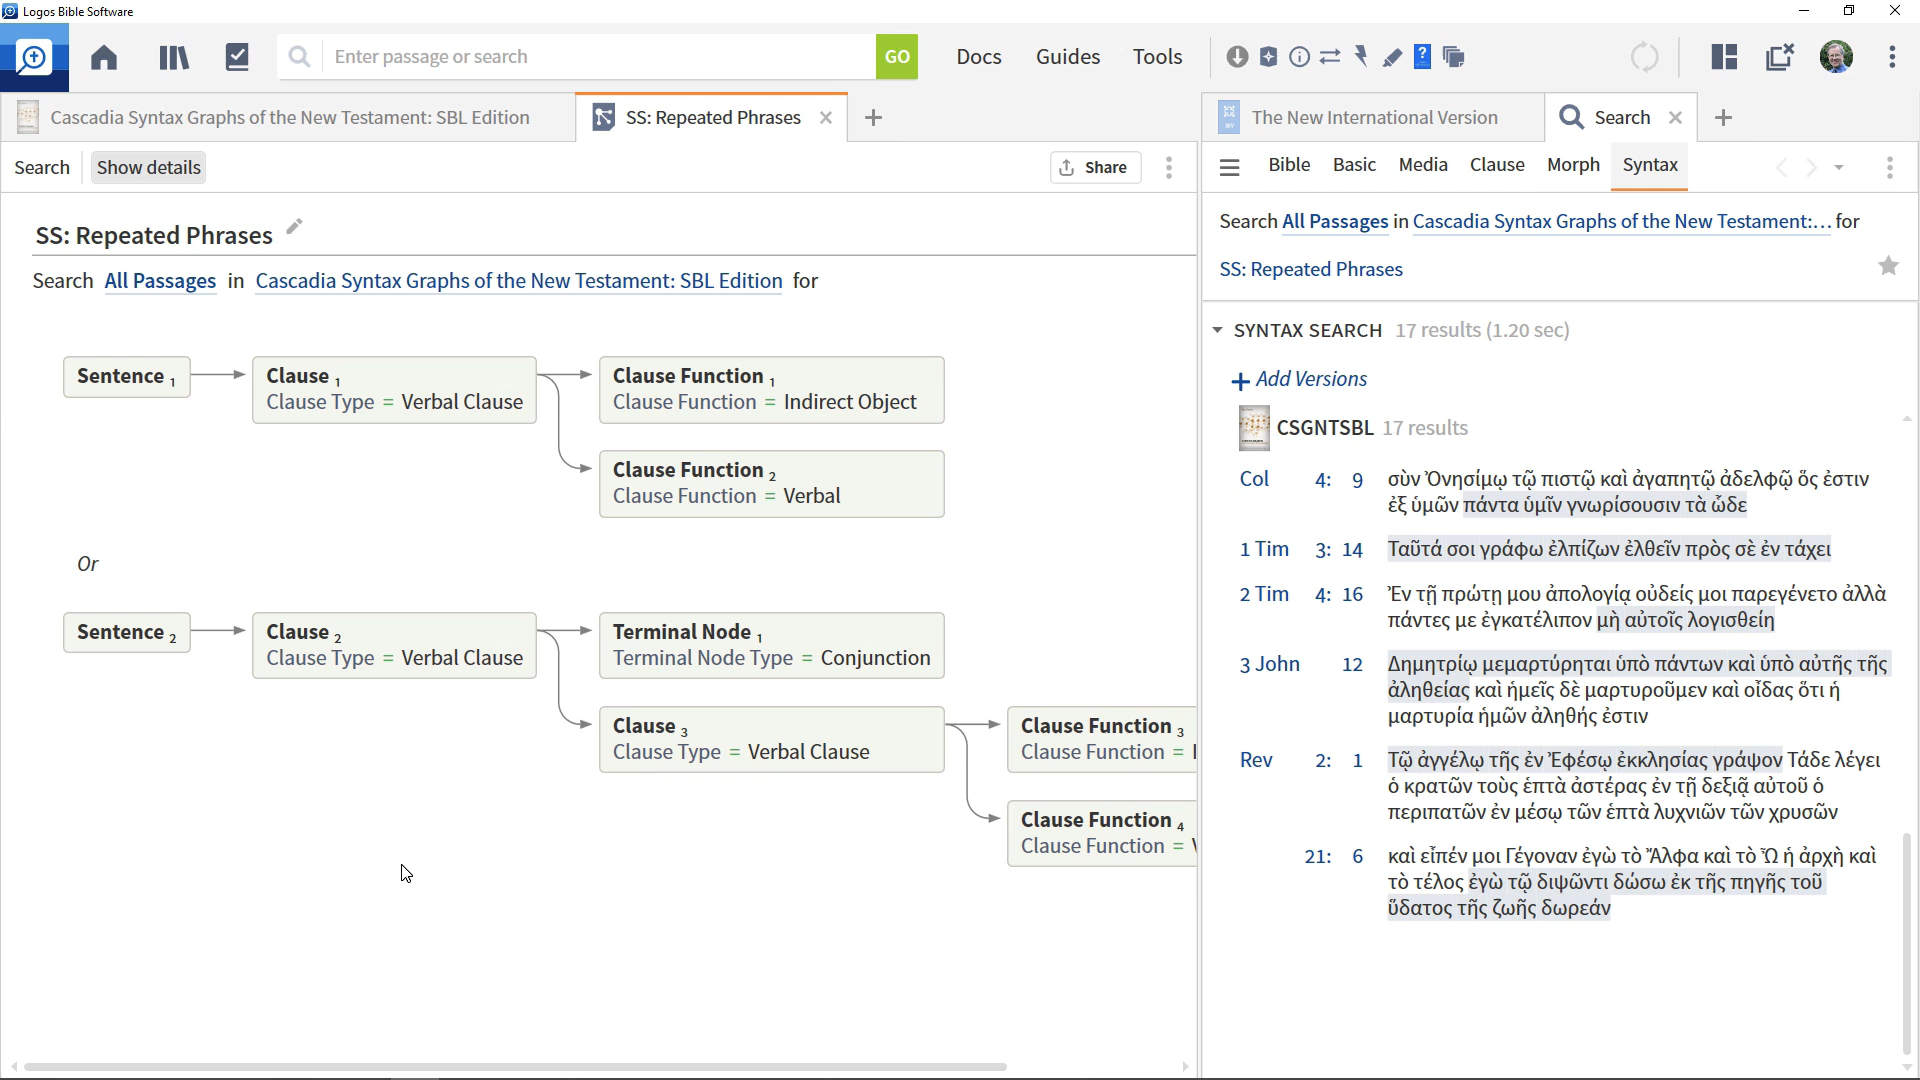 Logos Bible Software
Enter passage or search
GO
Docs
Guides
Tools
Cascadia Syntax Graphs of the New Testament: SBL Edition
SS: Repeated Phrases
Search
Show details
Share
SS: Repeated Phrases
Search All Passages in Cascadia Syntax Graphs of the New Testament: SBL Edition for
Sentence 1
Clause 1
Clause Type = Verbal Clause
Clause Function 1
Clause Function = Indirect Object
Clause Function 2
Clause Function = Verbal
Or
Sentence 2
Clause 2
Clause Type = Verbal Clause
Terminal Node 1
Terminal Node Type = Conjunction
Clause 3
Clause Type = Verbal Clause
Clause Function 3
Clause Function =
Clause Function 4
Clause Function =
The New International Version
Search
Bible
Basic
Media
Clause
Morph
Syntax
Search All Passages in Cascadia Syntax Graphs of the New Testament:... for
SS: Repeated Phrases
SYNTAX SEARCH 17 results (1.20 sec)
Add Versions
CSGNTSBL 17 results
Col 4: 9 σὺν Ὀνησίμῳ τῷ πιστῷ καὶ ἀγαπητῷ ἀδελφῷ ὅς ἐστιν
ἐξ ὑμῶν πάντα ὑμῖν γνωρίσουσιν τὰ ὧδε
1 Tim 3: 14 Ταῦτά σοι γράφω ἐλπίζων ἐλθεῖν πρὸς σὲ ἐν τάχει
2 Tim 4: 16 Ἐν τῇ πρώτῃ μου ἀπολογίᾳ οὐδείς μοι παρεγένετο ἀλλὰ
πάντες με ἐγκατέλιπον μὴ αὐτοῖς λογισθείη
3 John 12 Δημητρίῳ μεμαρτύρηται ὑπὸ πάντων καὶ ὑπὸ αὐτῆς τῆς
ἀληθείας καὶ ἡμεῖς δὲ μαρτυροῦμεν καὶ οἶδας ὅτι ἡ
μαρτυρία ἡμῶν ἀληθής ἐστιν
Rev 2: 1 Τῷ ἀγγέλῳ τῆς ἐν Ἐφέσῳ ἐκκλησίας γράψον Τάδε λέγει
ὁ κρατῶν τοὺς ἑπτὰ ἀστέρας ἐν τῇ δεξιᾷ αὐτοῦ ὁ
περιπατῶν ἐν μέσῳ τῶν ἑπτὰ λυχνιῶν τῶν χρυσῶν
21: 6 καὶ εἶπέν μοι Γέγοναν ἐγὼ τὸ Ἄλφα καὶ τὸ Ὦ ἡ ἀρχὴ καὶ
τὸ τέλος ἐγὼ τῷ διψῶντι δώσω ἐκ τῆς πηγῆς τοῦ
ὕδατος τῆς ζωῆς δωρεάν